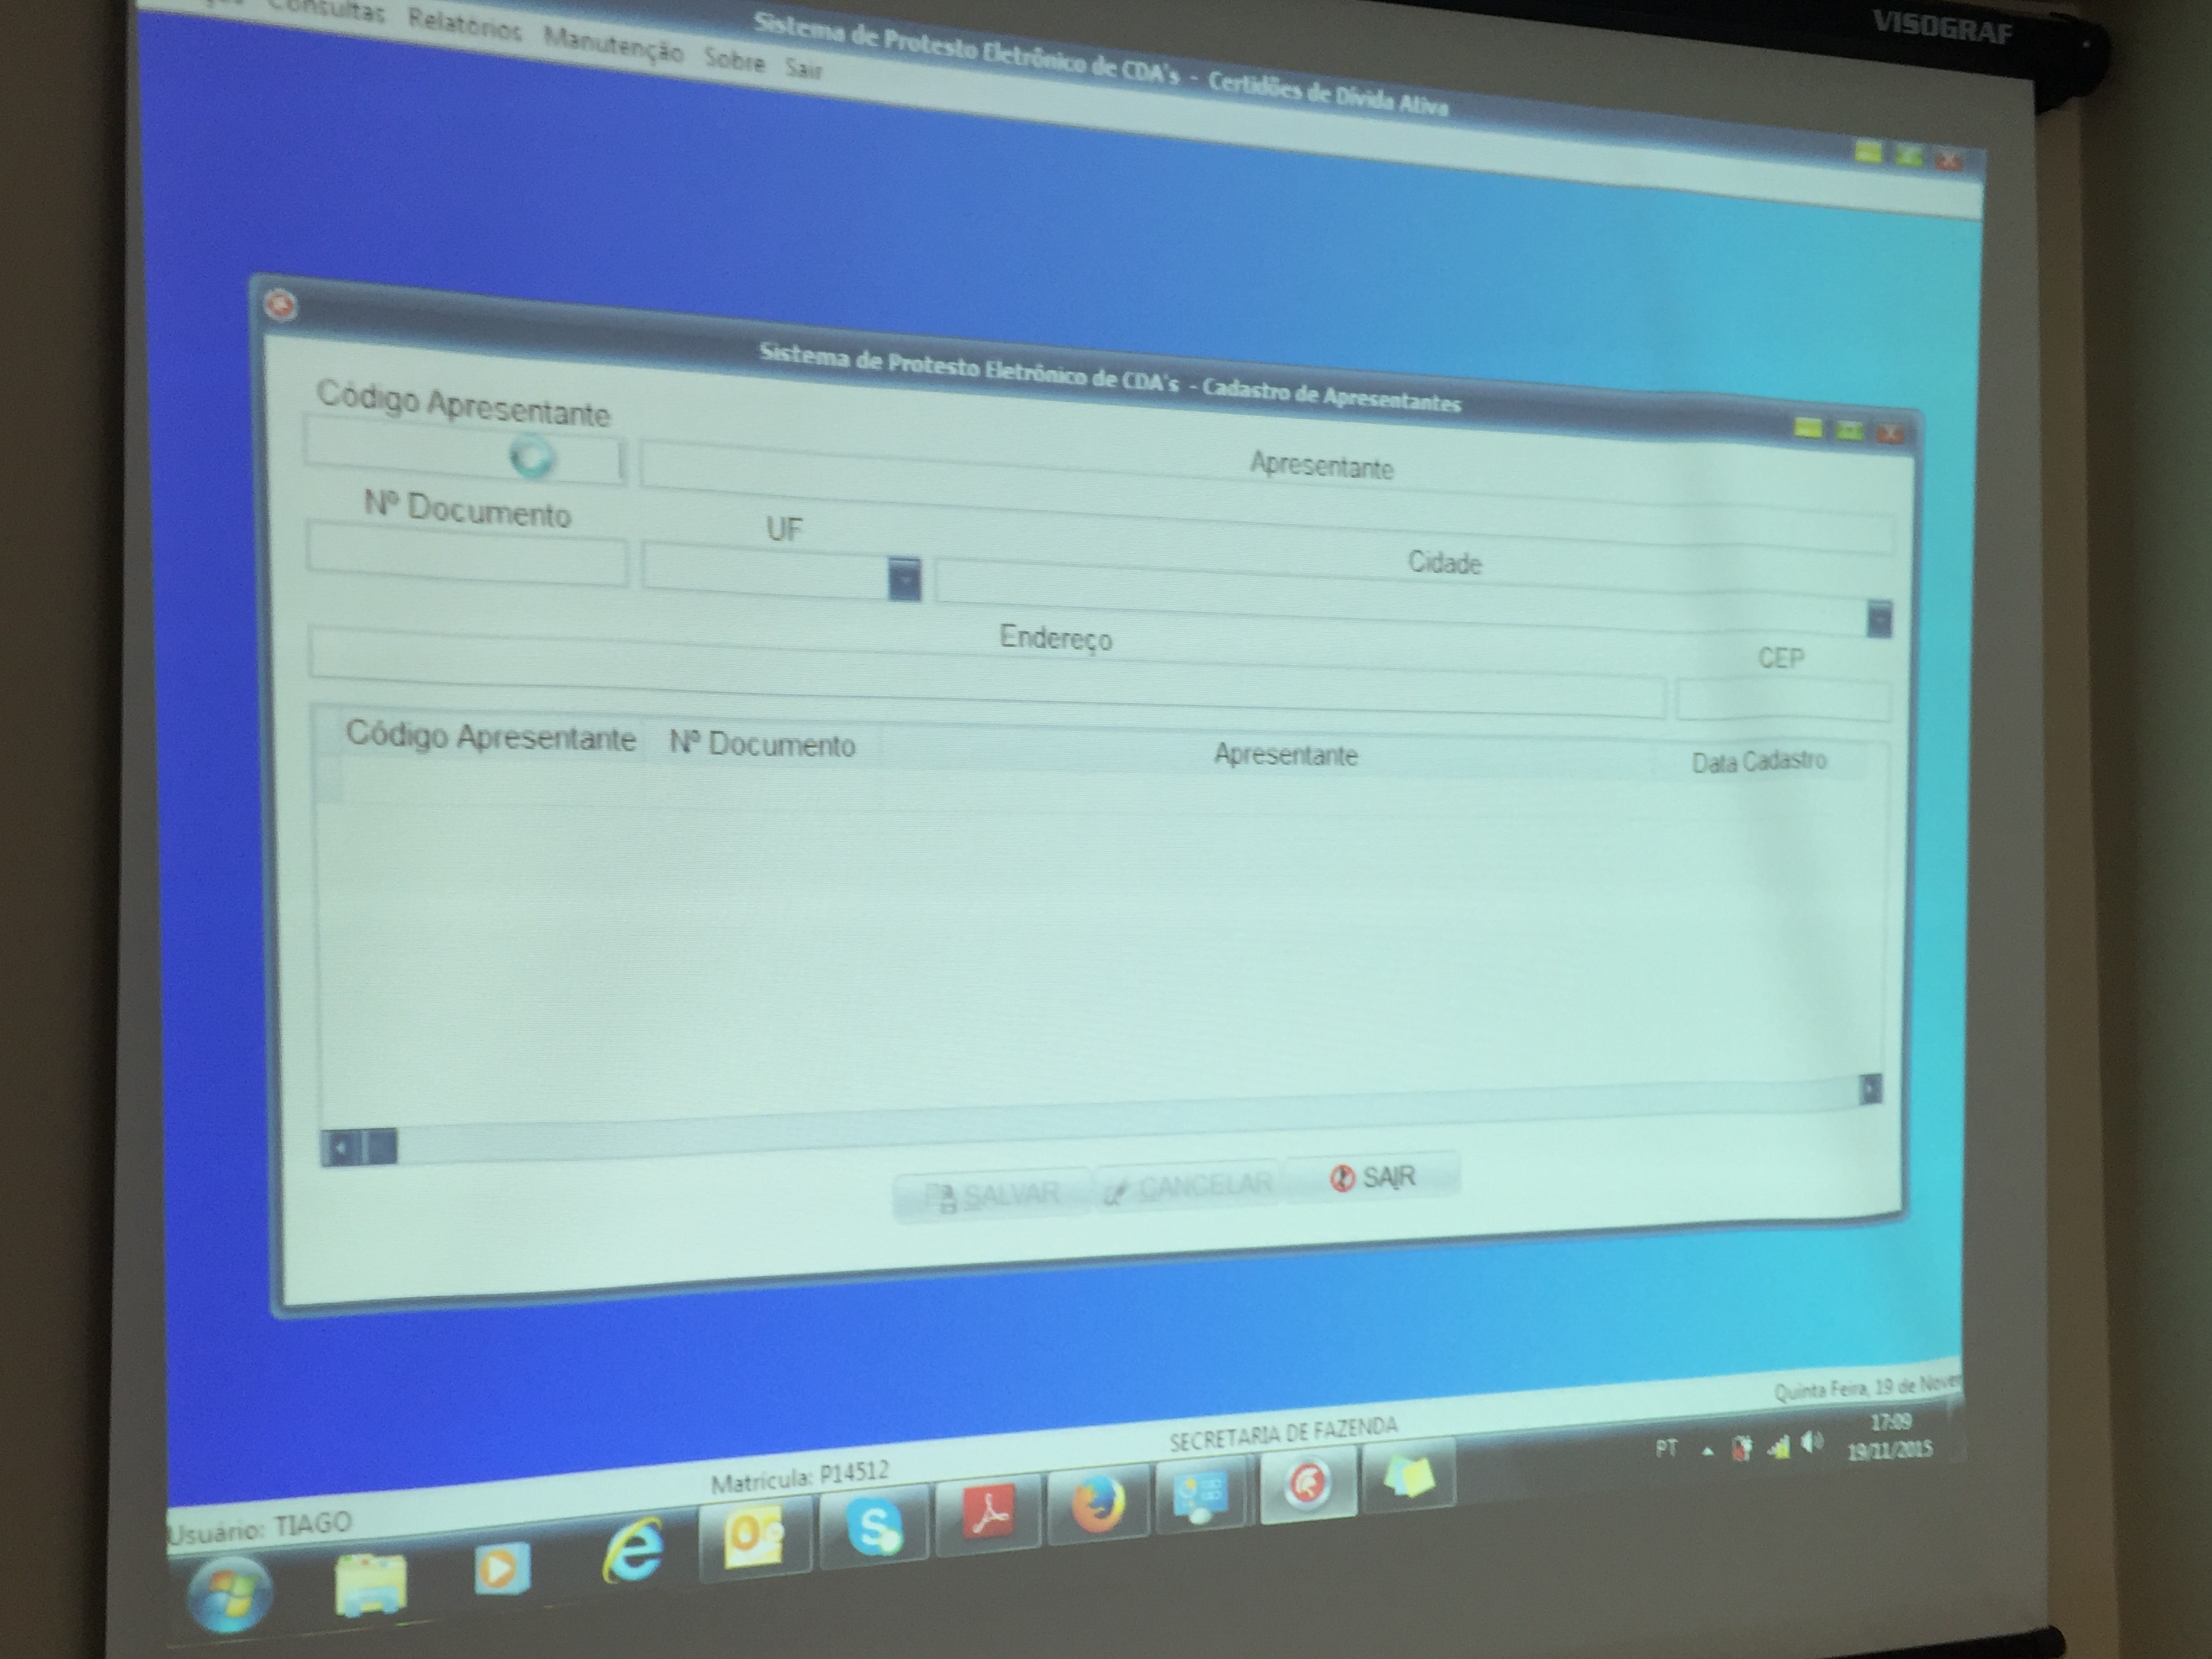 VISOGRAF
Sistema de Protesto Eletrônico de CDA's - Certidões de Dívida Ativa
Consultas Relatórios Manutenção Sobre Sair
Sistema de Protesto Eletrônico de CDA's - Cadastro de Apresentantes
Código Apresentante
Apresentante
Nº Documento
UF
Cidade
Endereço
CEP
Código Apresentante Nº Documento Apresentante Data Cadastro
SALVAR CANCELAR SAIR
Usuário: TIAGO Matrícula: P14512 SECRETARIA DE FAZENDA Quinta Feira, 19 de
PT
17:09
19/11/2015